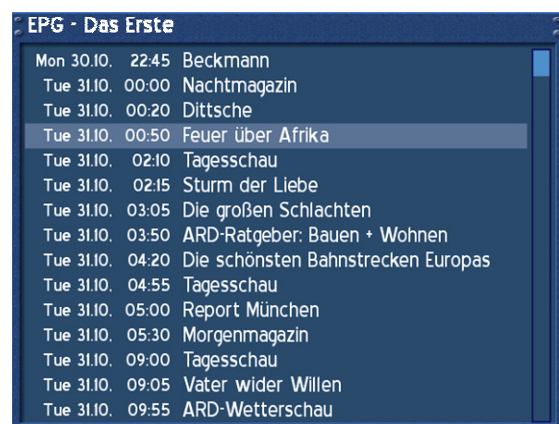 EPG - Das Erste
Mon 30.10. 22:45 Beckmann
Tue 31.10. 00:00 Nachtmagazin
Tue 31.10. 00:20 Dittsche
Tue 31.10. 00:50 Feuer über Afrika
Tue 31.10. 02:10 Tagesschau
Tue 31.10. 02:15 Sturm der Liebe
Tue 31.10. 03:05 Die großen Schlachten
Tue 31.10. 03:50 ARD-Ratgeber: Bauen + Wohnen
Tue 31.10. 04:20 Die schönsten Bahnstrecken Europas
Tue 31.10. 04:55 Tagesschau
Tue 31.10. 05:00 Report München
Tue 31.10. 05:30 Morgenmagazin
Tue 31.10. 09:00 Tagesschau
Tue 31.10. 09:05 Vater wider Willen
Tue 31.10. 09:55 ARD-Wetterschau